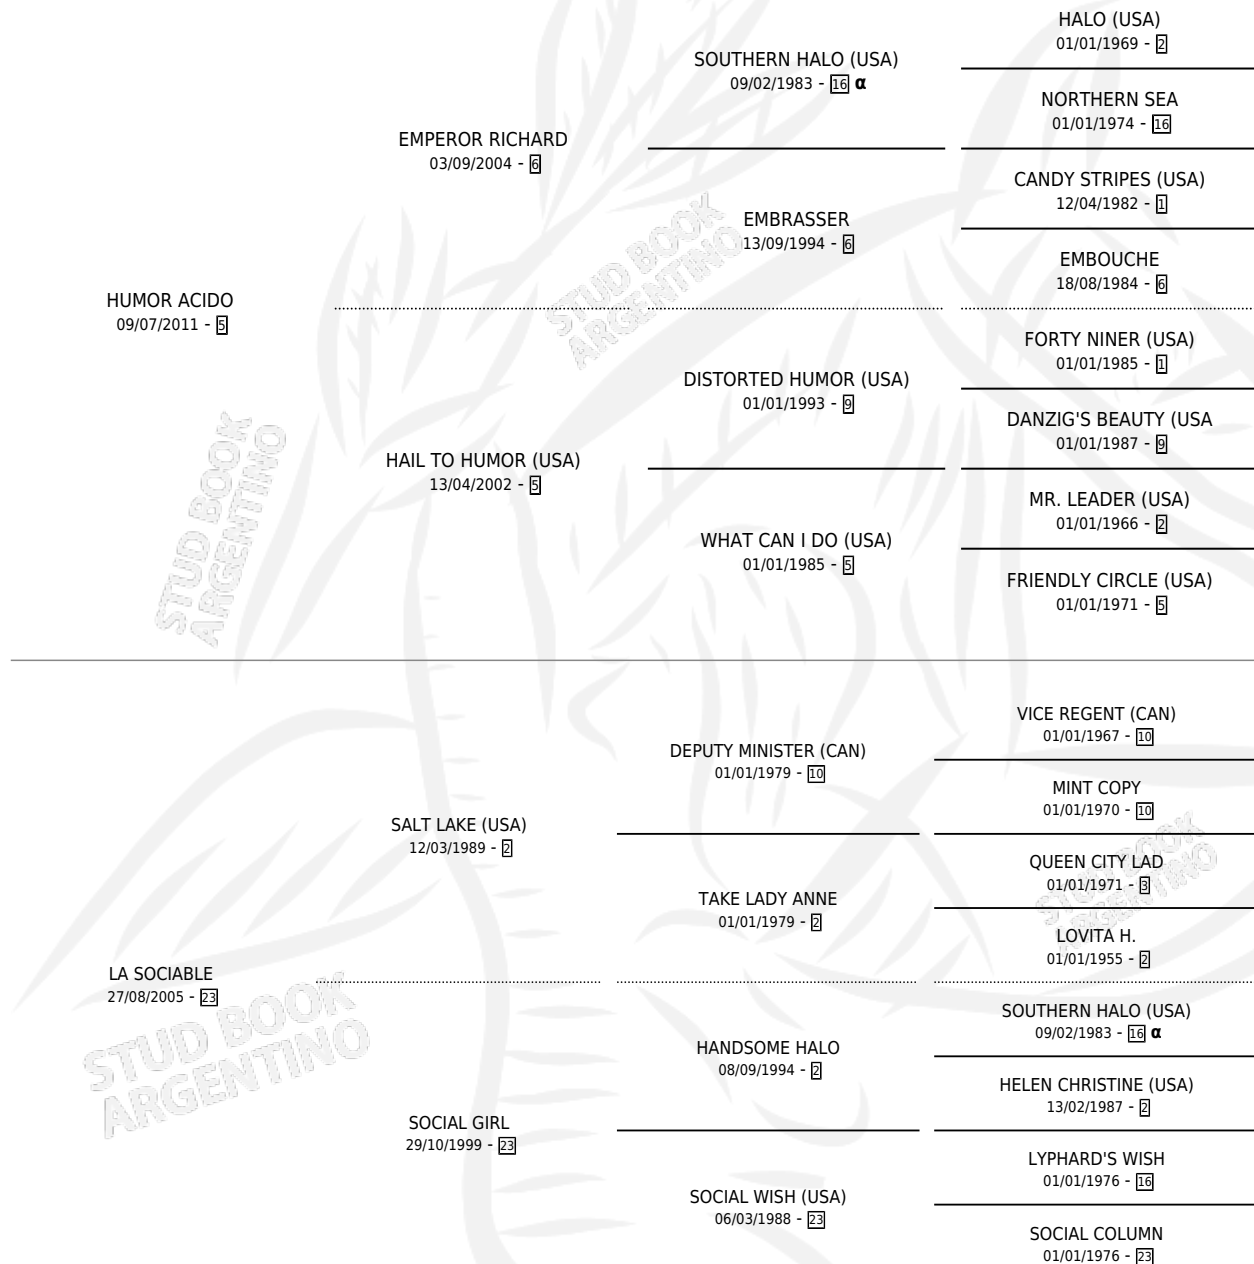 HALO (USA)
01/01/1969 - 2
SOUTHERN HALO (USA)
09/02/1983 - 16 α
NORTHERN SEA
01/01/1974 - 16
EMPEROR RICHARD
03/09/2004 - 6
CANDY STRIPES (USA)
12/04/1982 - 1
EMBRASSER
13/09/1994 - 6
EMBOUCHE
18/08/1984 - 6
HUMOR ACIDO
09/07/2011 - 5
FORTY NINER (USA)
01/01/1985 - 1
DISTORTED HUMOR (USA)
01/01/1993 - 9
DANZIG'S BEAUTY (USA
01/01/1987 - 9
HAIL TO HUMOR (USA)
13/04/2002 - 5
MR. LEADER (USA)
01/01/1966 - 2
WHAT CAN I DO (USA)
01/01/1985 - 5
FRIENDLY CIRCLE (USA)
01/01/1971 - 5
STUD BOOK
ARGENTINO
STUD BOOK
ARGENTINO
VICE REGENT (CAN)
01/01/1967 - 10
DEPUTY MINISTER (CAN)
01/01/1979 - 10
MINT COPY
01/01/1970 - 10
SALT LAKE (USA)
12/03/1989 - 2
QUEEN CITY LAD
01/01/1971 - 3
TAKE LADY ANNE
01/01/1979 - 2
LOVITA H.
01/01/1955 - 2
LA SOCIABLE
27/08/2005 - 23
SOUTHERN HALO (USA)
09/02/1983 - 16 α
HANDSOME HALO
08/09/1994 - 2
HELEN CHRISTINE (USA)
13/02/1987 - 2
SOCIAL GIRL
29/10/1999 - 23
LYPHARD'S WISH
01/01/1976 - 16
SOCIAL WISH (USA)
06/03/1988 - 23
SOCIAL COLUMN
01/01/1976 - 23
STUD BOOK
ARGENTINO
STUD BOOK
ARGENTINO